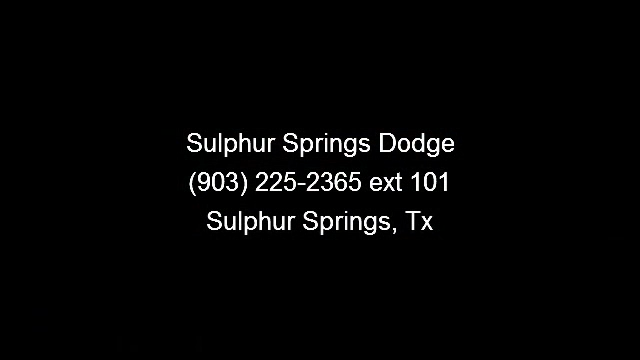 Sulphur Springs Dodge
(903) 225-2365 ext 101
Sulphur Springs, Tx